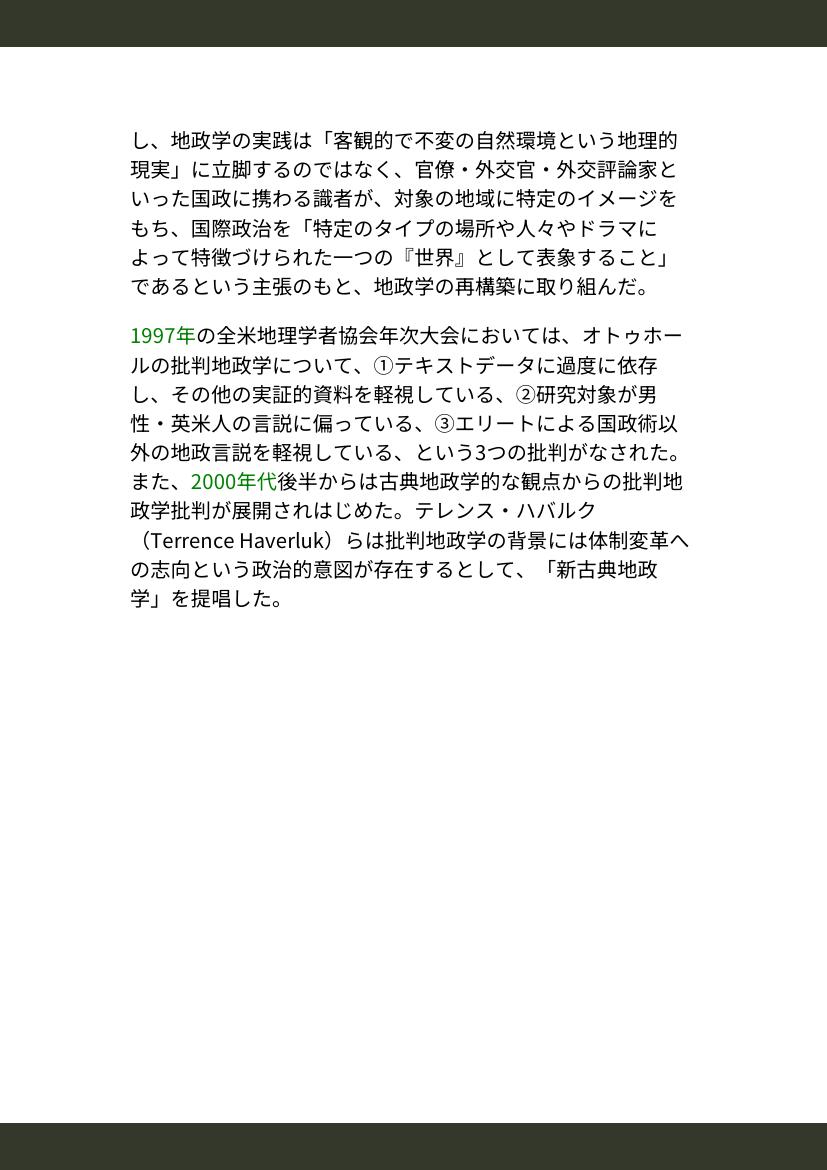 し、地政学の実践は「客観的で不変の自然環境という地理的
現実」に立脚するのではなく、官僚・外交官・外交評論家と
いった国政に携わる識者が、対象の地域に特定のイメージを
もち、国際政治を「特定のタイプの場所や人々やドラマに
よって特徴づけられた一つの『世界』として表象すること」
であるという主張のもと、地政学の再構築に取り組んだ。
1997年の全米地理学者協会年次大会においては、オトゥホー
ルの批判地政学について、①テキストデータに過度に依存
し、その他の実証的資料を軽視している、②研究対象が男
性・英米人の言説に偏っている、③エリートによる国政術以
外の地政言説を軽視している、という3つの批判がなされた。
また、2000年代後半からは古典地政学的な観点からの批判地
政学批判が展開されはじめた。テレンス・ハバルク
（Terrence Haverluk）らは批判地政学の背景には体制変革へ
の志向という政治的意図が存在するとして、「新古典地政
学」を提唱した。